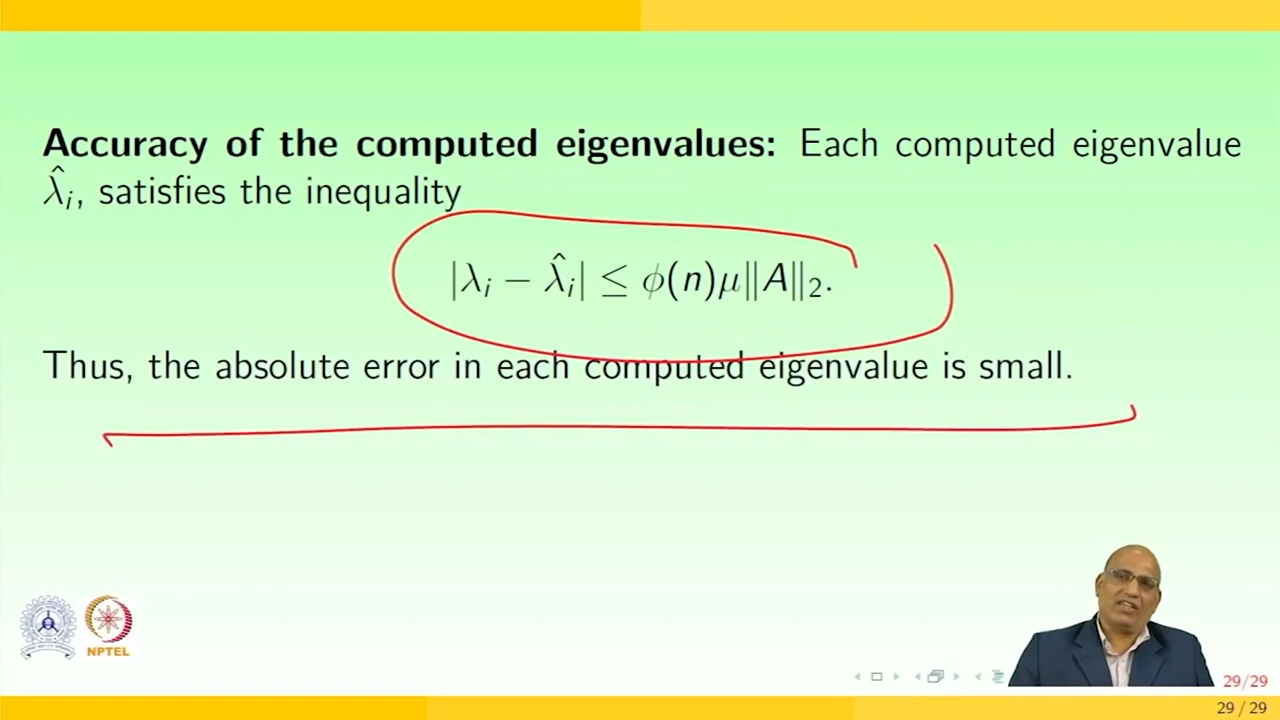 Accuracy of the computed eigenvalues: Each computed eigenvalue
λ̂ᵢ, satisfies the inequality
|λᵢ − λ̂ᵢ| ≤ ϕ(n)μ‖A‖₂.
Thus, the absolute error in each computed eigenvalue is small.
NPTEL
29/29
29 / 29